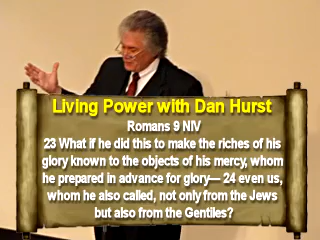 Living Power with Dan Hurst
Romans 9 NIV
23 What if he did this to make the riches of his
glory known to the objects of his mercy, whom
he prepared in advance for glory— 24 even us,
whom he also called, not only from the Jews
but also from the Gentiles?